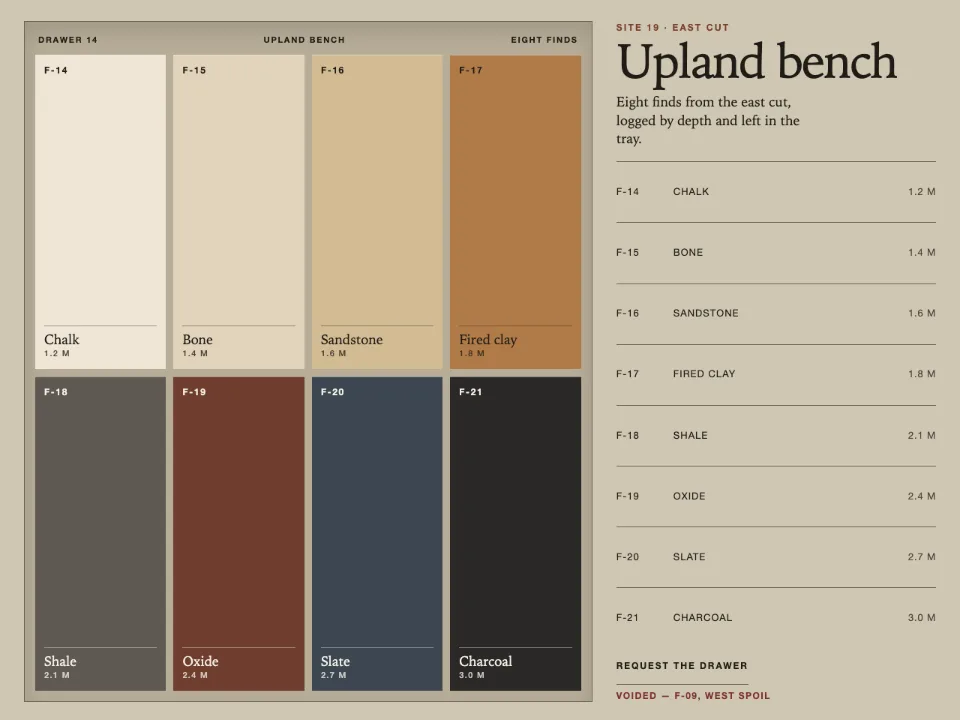 DRAWER 14
UPLAND BENCH
EIGHT FINDS
F-14
F-15
F-16
F-17
Chalk
1.2 M
Bone
1.4 M
Sandstone
1.6 M
Fired clay
1.8 M
F-18
F-19
F-20
F-21
Shale
2.1 M
Oxide
2.4 M
Slate
2.7 M
Charcoal
3.0 M
SITE 19 · EAST CUT
Upland bench
Eight finds from the east cut,
logged by depth and left in the
tray.
F-14 CHALK 1.2 M
F-15 BONE 1.4 M
F-16 SANDSTONE 1.6 M
F-17 FIRED CLAY 1.8 M
F-18 SHALE 2.1 M
F-19 OXIDE 2.4 M
F-20 SLATE 2.7 M
F-21 CHARCOAL 3.0 M
REQUEST THE DRAWER
VOIDED — F-09, WEST SPOIL